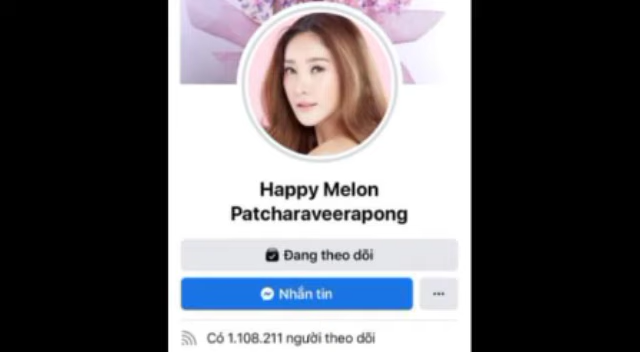 Happy Melon
Patcharaveerapong
Đang theo dõi
Nhắn tin
Có 1.108.211 người theo dõi